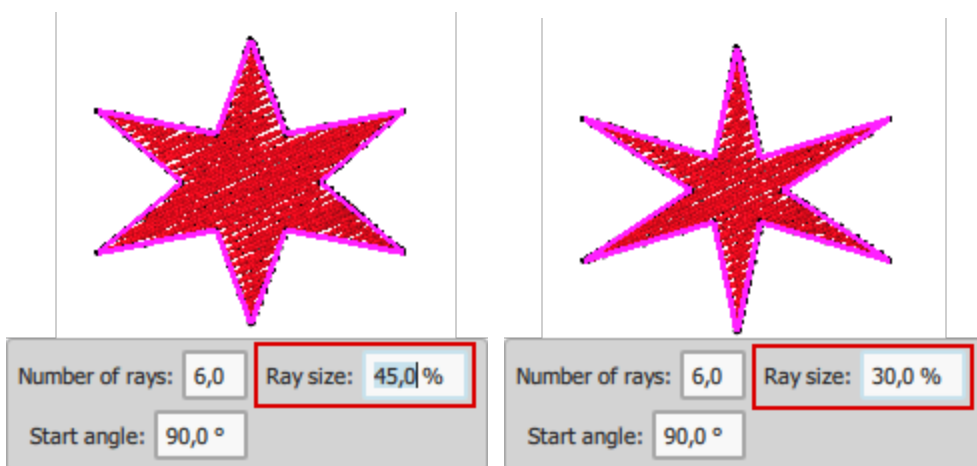 Number of rays: 6,0 Ray size: 45,0 %
Start angle: 90,0 °
Number of rays: 6,0 Ray size: 30,0 %
Start angle: 90,0 °